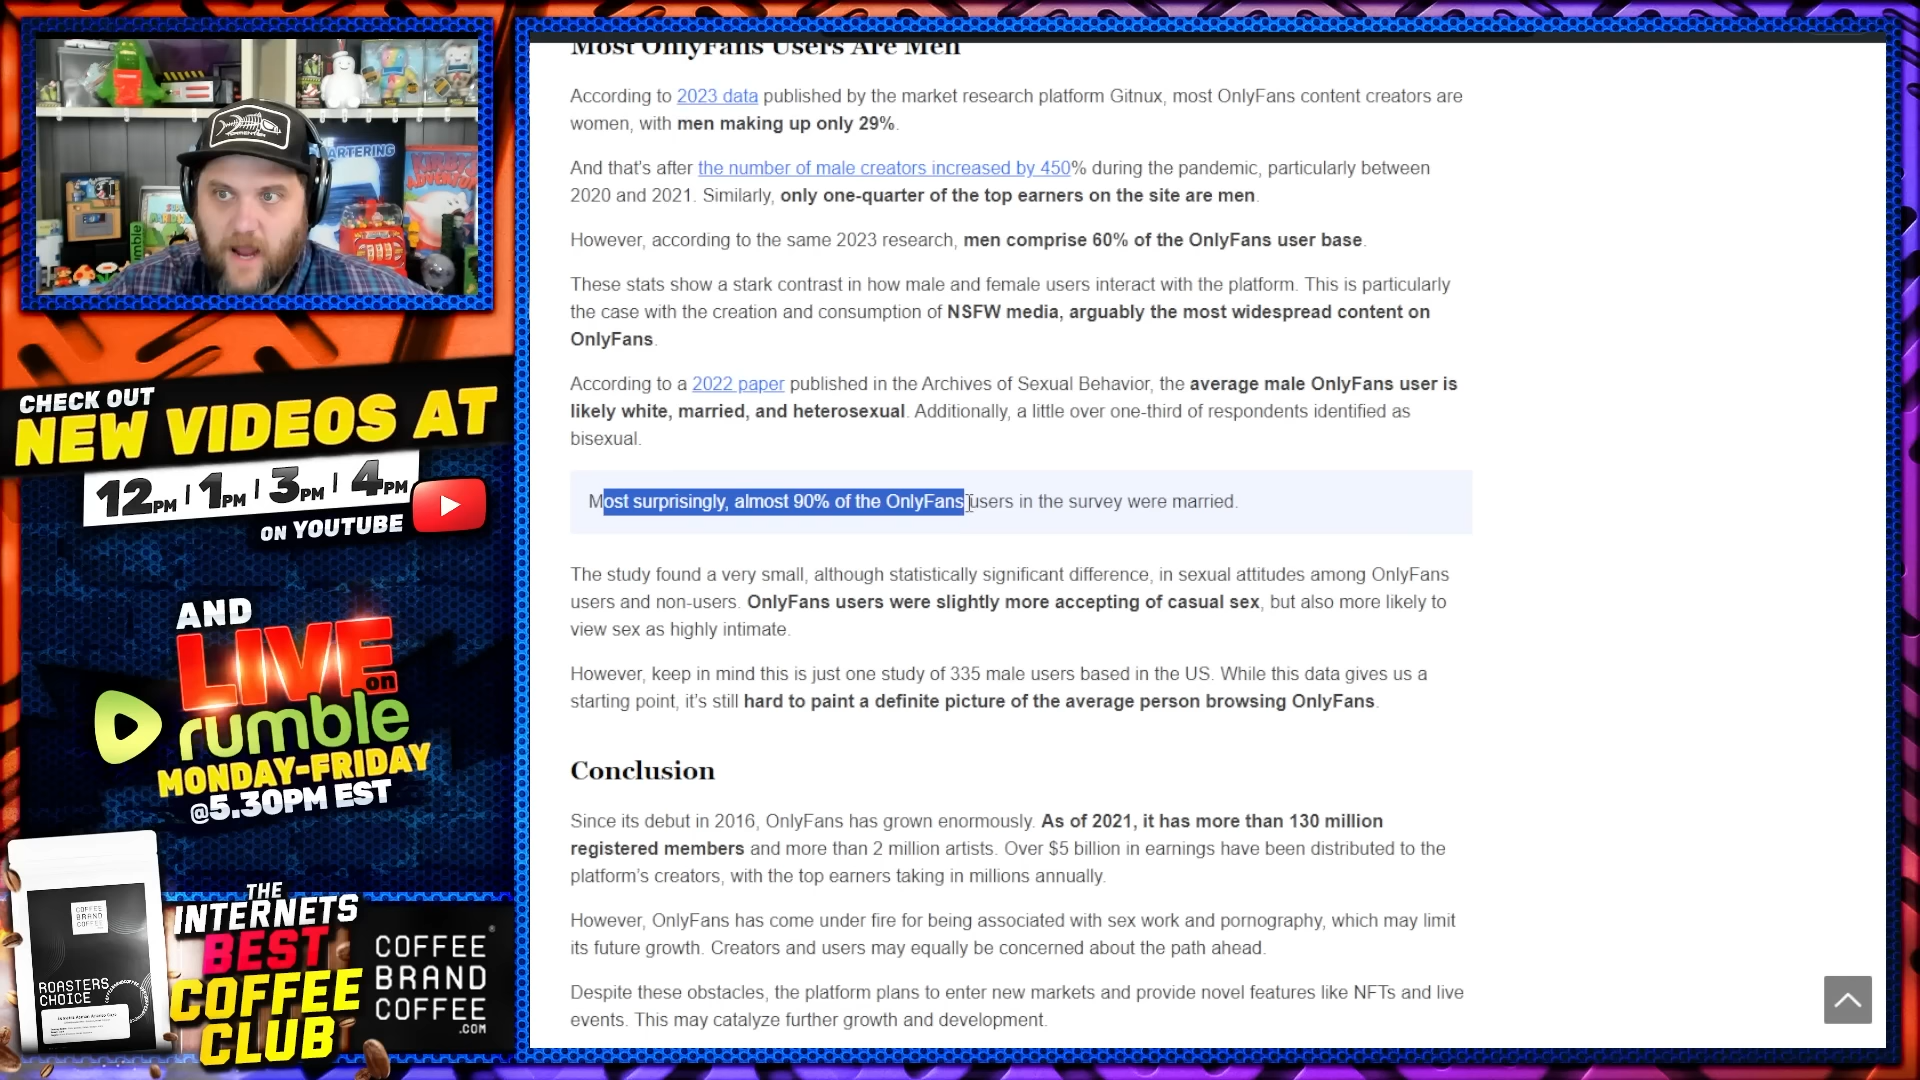 Most OnlyFans Users Are Men
According to 2023 data published by the market research platform Gitnux, most OnlyFans content creators are
women, with men making up only 29%.
And that's after the number of male creators increased by 450% during the pandemic, particularly between
2020 and 2021. Similarly, only one-quarter of the top earners on the site are men.
However, according to the same 2023 research, men comprise 60% of the OnlyFans user base.
These stats show a stark contrast in how male and female users interact with the platform. This is particularly
the case with the creation and consumption of NSFW media, arguably the most widespread content on
OnlyFans.
According to a 2022 paper published in the Archives of Sexual Behavior, the average male OnlyFans user is
likely white, married, and heterosexual. Additionally, a little over one-third of respondents identified as
bisexual.
Most surprisingly, almost 90% of the OnlyFans users in the survey were married.
The study found a very small, although statistically significant difference, in sexual attitudes among OnlyFans
users and non-users. OnlyFans users were slightly more accepting of casual sex, but also more likely to
view sex as highly intimate.
However, keep in mind this is just one study of 335 male users based in the US. While this data gives us a
starting point, it's still hard to paint a definite picture of the average person browsing OnlyFans.
Conclusion
Since its debut in 2016, OnlyFans has grown enormously. As of 2021, it has more than 130 million
registered members and more than 2 million artists. Over $5 billion in earnings have been distributed to the
platform's creators, with the top earners taking in millions annually.
However, OnlyFans has come under fire for being associated with sex work and pornography, which may limit
its future growth. Creators and users may equally be concerned about the path ahead.
Despite these obstacles, the platform plans to enter new markets and provide novel features like NFTs and live
events. This may catalyze further growth and development.
ARTERING
CHECK OUT
NEW VIDEOS AT
12PM | 1PM | 3PM | 4PM
ON YOUTUBE
AND
LIVE
on
rumble
MONDAY-FRIDAY
@5.30PM EST
THE
INTERNETS
BEST
COFFEE
CLUB
COFFEE
BRAND
COFFEE
.COM
COFFEE
BRAND
COFFEE
ROASTERS
CHOICE